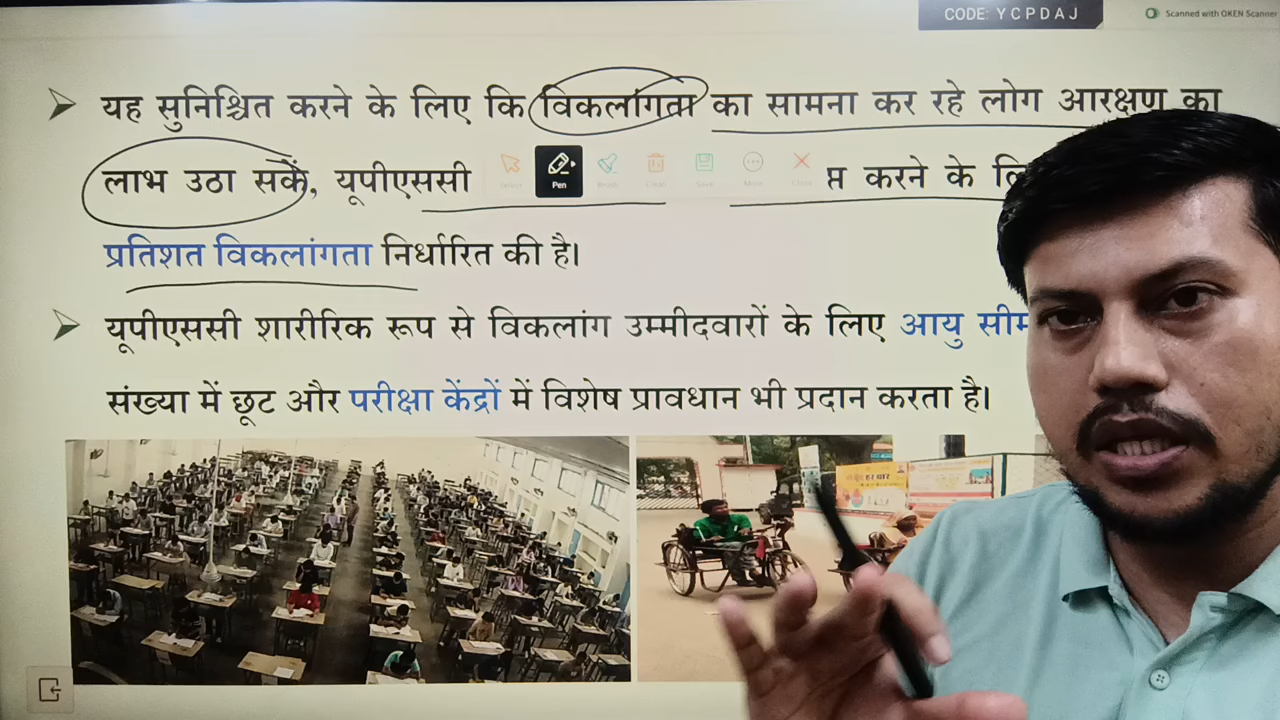 CODE: Y C P D A J
Scanned with OKEN Scanner
यह सुनिश्चित करने के लिए कि विकलांगता का सामना कर रहे लोग आरक्षण का
लाभ उठा सकें, यूपीएससी
Pen
करने के
प्रतिशत विकलांगता निर्धारित की है।
यूपीएससी शारीरिक रूप से विकलांग उम्मीदवारों के लिए आयु
संख्या में छूट और परीक्षा केंद्रों में विशेष प्रावधान भी प्रदान करता है।